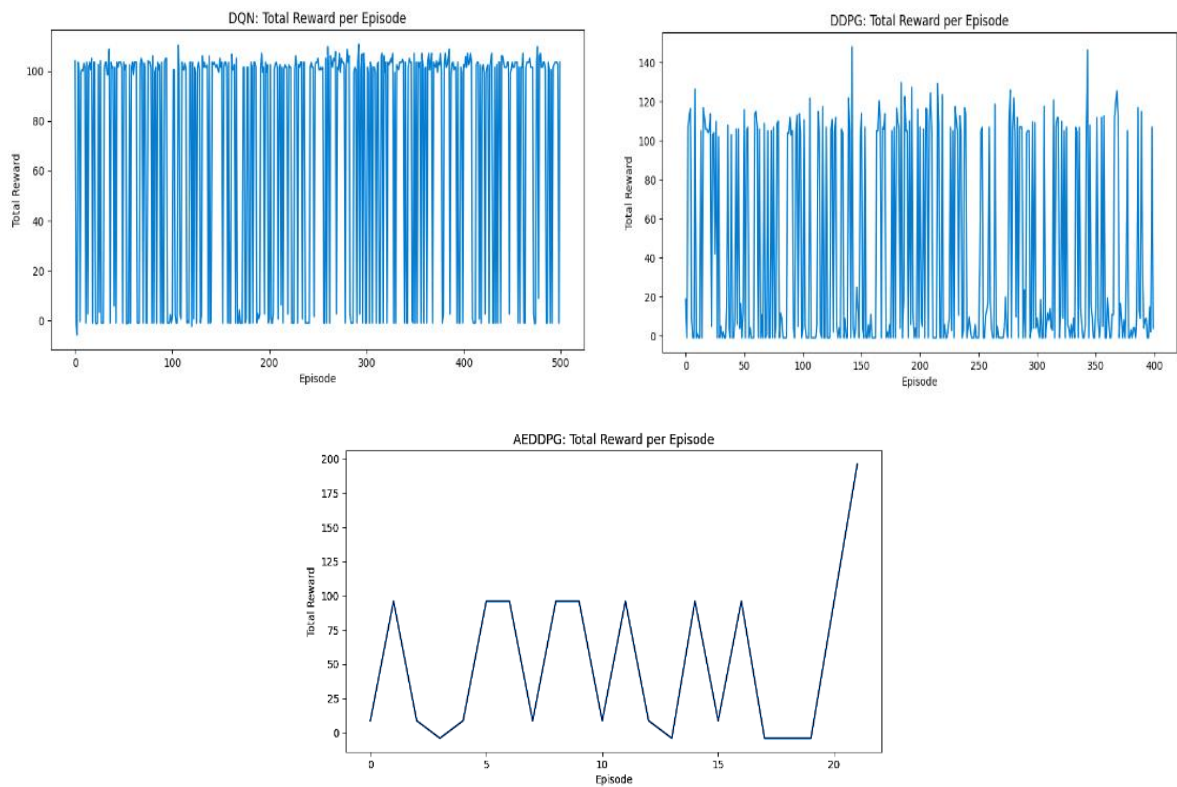 DQN: Total Reward per Episode
100
80
60
40
20
0
Total Reward
0 100 200 300 400 500
Episode
DDPG: Total Reward per Episode
140
120
100
80
60
40
20
0
Total Reward
0 50 100 150 200 250 300 350 400
Episode
AEDDPG: Total Reward per Episode
200
175
150
125
100
75
50
25
0
Total Reward
0 5 10 15 20
Episode